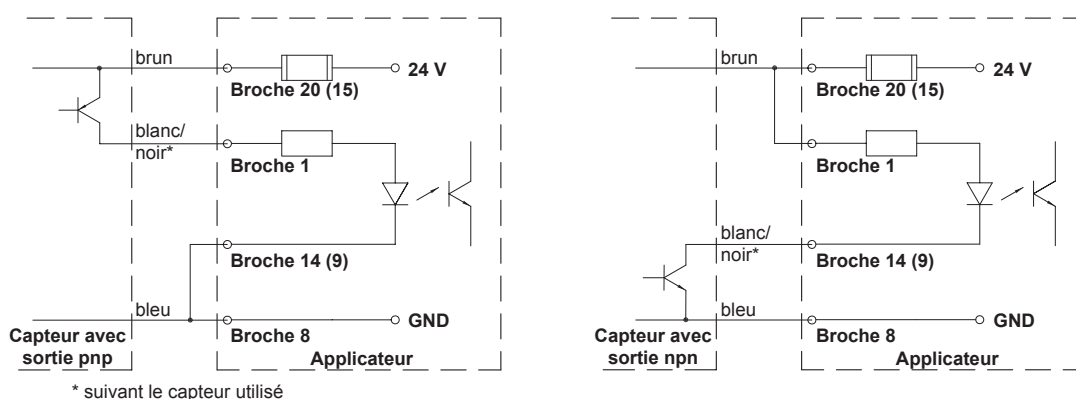 brun
24 V
Broche 20 (15)
blanc/
noir*
Broche 1
Broche 14 (9)
bleu
GND
Broche 8
Capteur avec
sortie pnp
Applicateur
* suivant le capteur utilisé
brun
24 V
Broche 20 (15)
Broche 1
blanc/
noir*
Broche 14 (9)
bleu
GND
Broche 8
Capteur avec
sortie npn
Applicateur